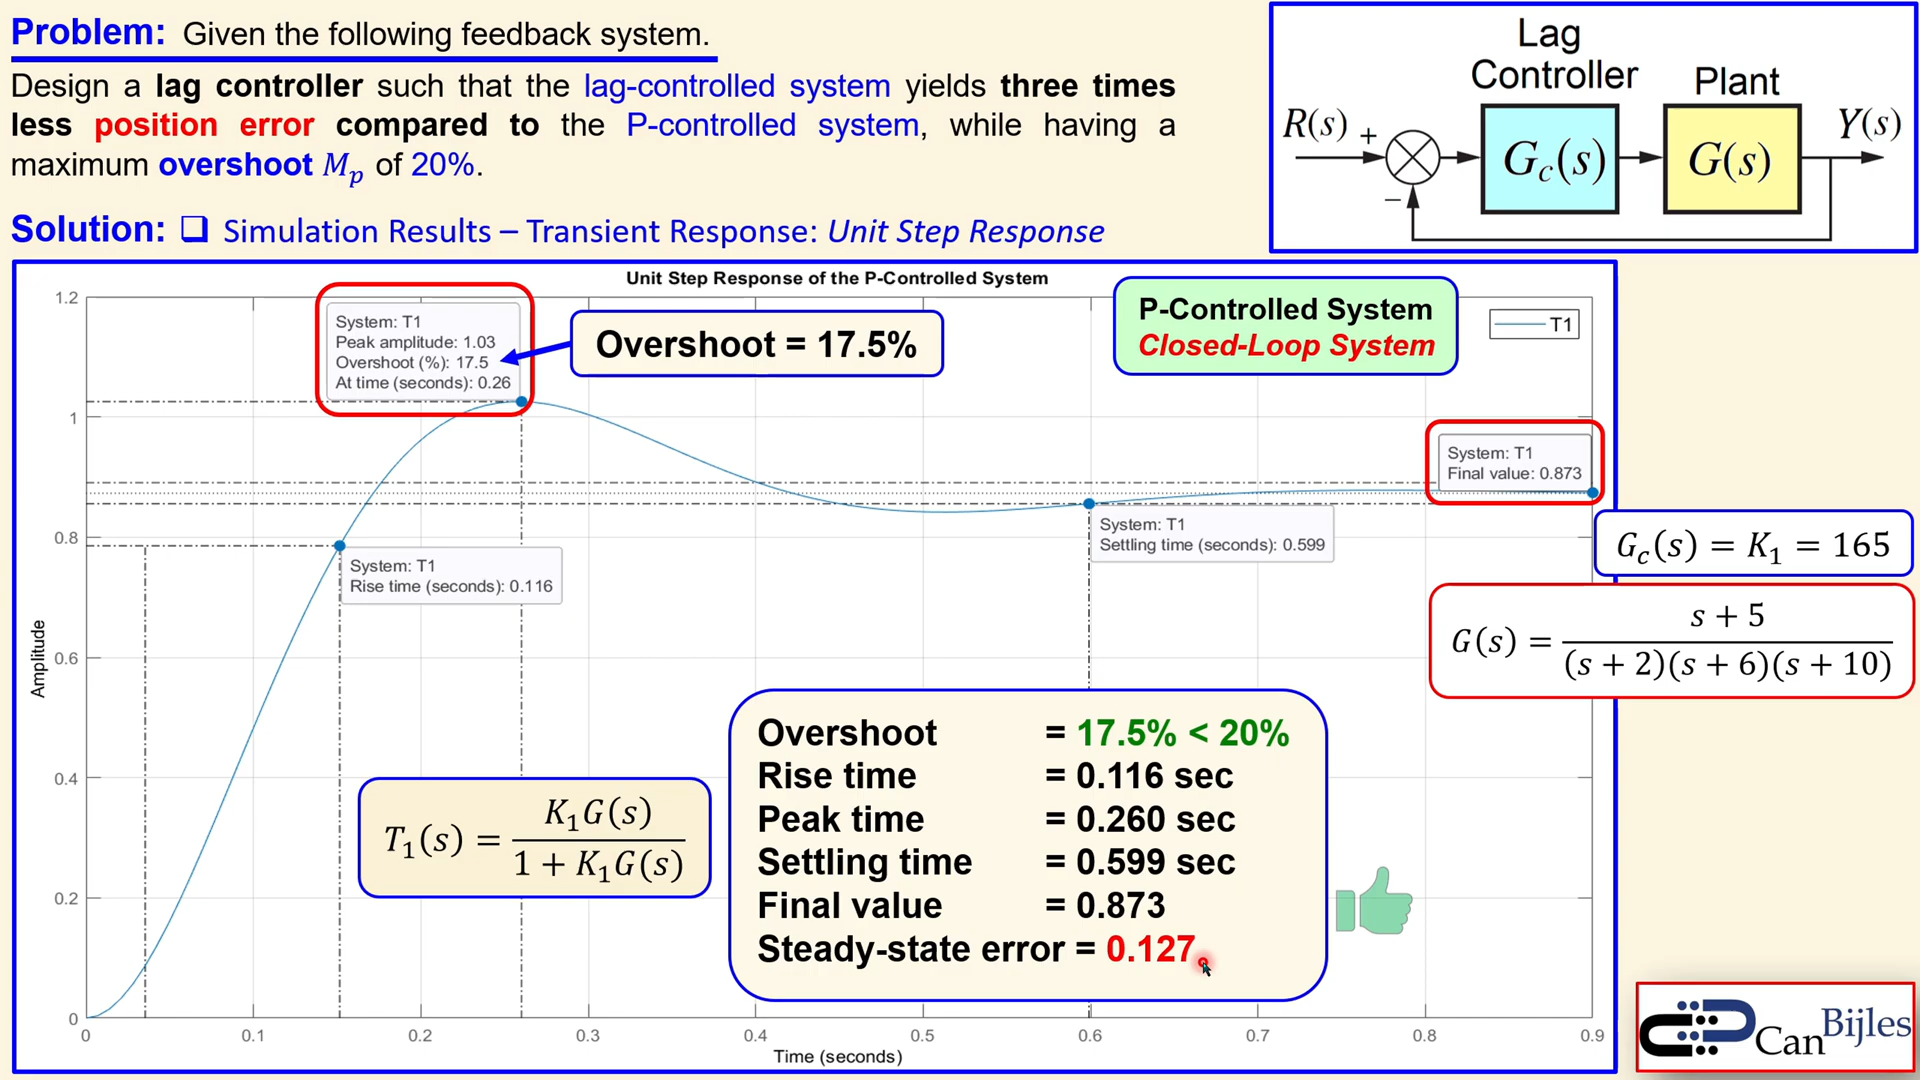 Problem: Given the following feedback system.
Design a lag controller such that the lag-controlled system yields three times
less position error compared to the P-controlled system, while having a
maximum overshoot Mₚ of 20%.
Solution: ❑ Simulation Results – Transient Response: Unit Step Response
Lag
Controller
Plant
R(s)
+
−
G_c(s)
G(s)
Y(s)
Unit Step Response of the P-Controlled System
System: T1
Peak amplitude: 1.03
Overshoot (%): 17.5
At time (seconds): 0.26
Overshoot = 17.5%
P-Controlled System
Closed-Loop System
T1
System: T1
Final value: 0.873
System: T1
Settling time (seconds): 0.599
System: T1
Rise time (seconds): 0.116
G_c(s) = K₁ = 165
G(s) = (s + 5) / ((s + 2)(s + 6)(s + 10))
T₁(s) = K₁G(s) / (1 + K₁G(s))
Overshoot = 17.5% < 20%
Rise time = 0.116 sec
Peak time = 0.260 sec
Settling time = 0.599 sec
Final value = 0.873
Steady-state error = 0.127
Amplitude
1.2
1
0.8
0.6
0.4
0.2
0
0 0.1 0.2 0.3 0.4 0.5 0.6 0.7 0.8 0.9
Time (seconds)
Can Bijles